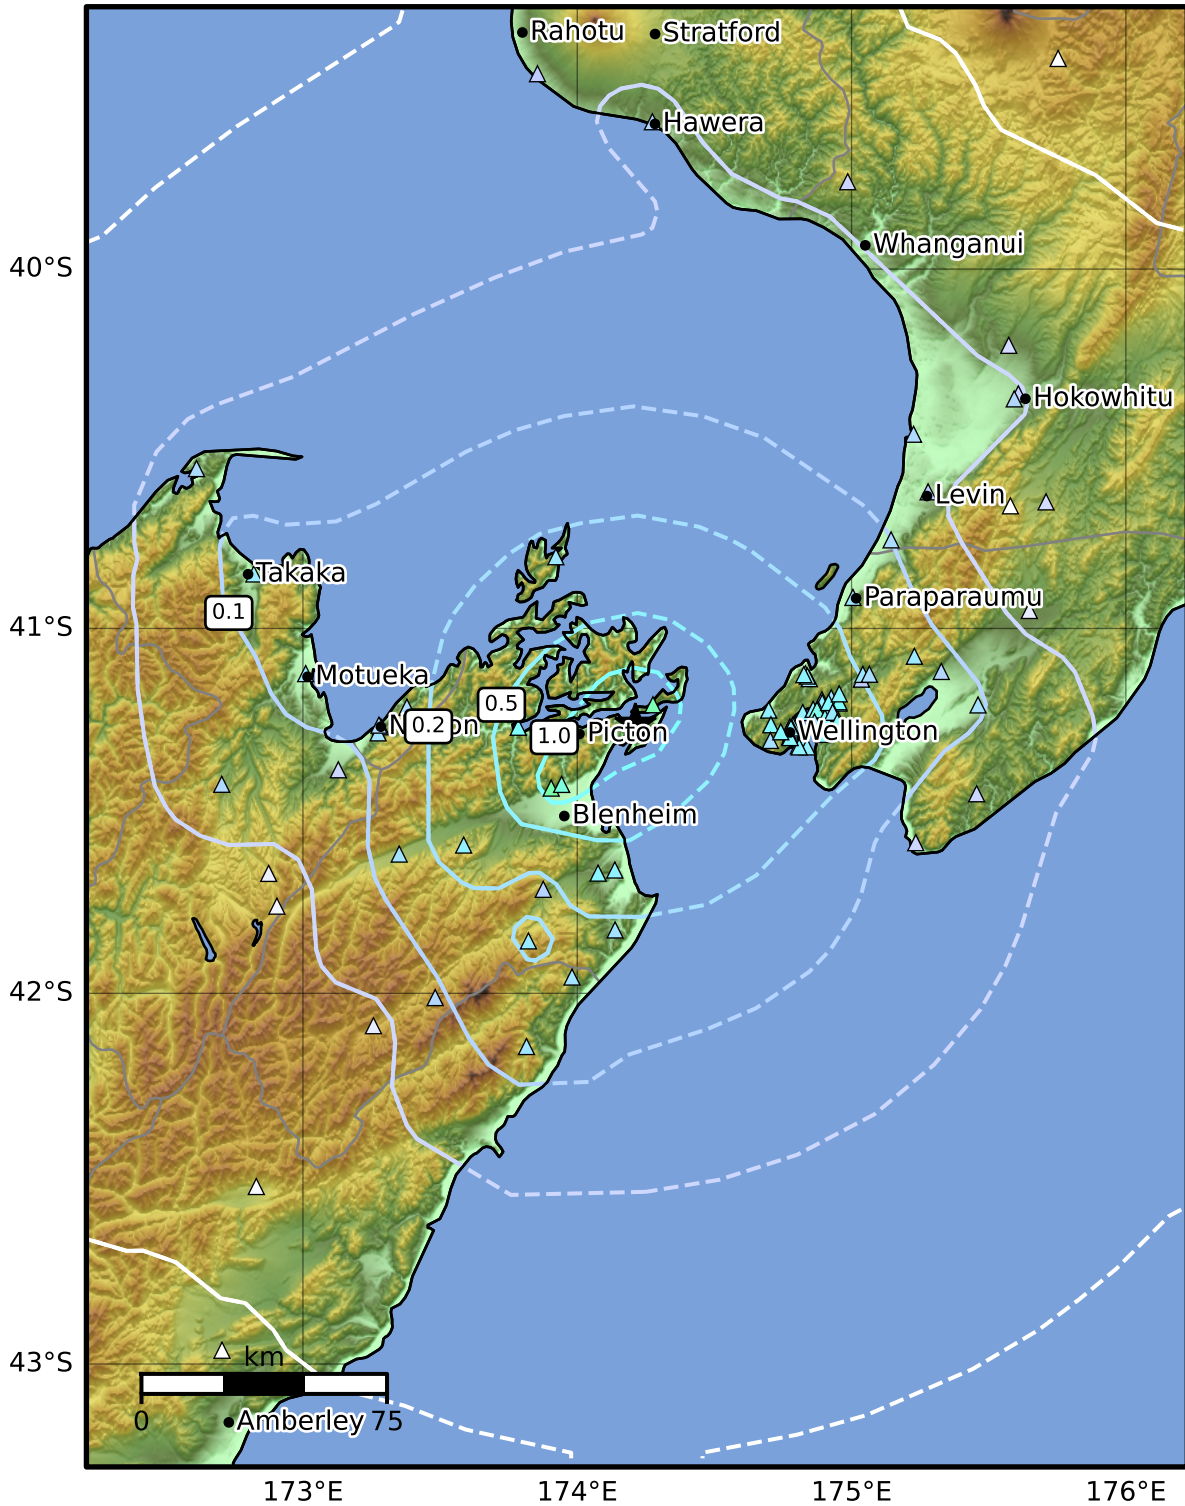 Rahotu
Stratford
Hawera
Whanganui
40°S
Hokowhitu
Levin
Takaka
Paraparaumu
0.1
41°S
Motueka
0.5
0.2
1.0
Picton
Wellington
Blenheim
42°S
43°S
km
0
75
Amberley
173°E
174°E
175°E
176°E